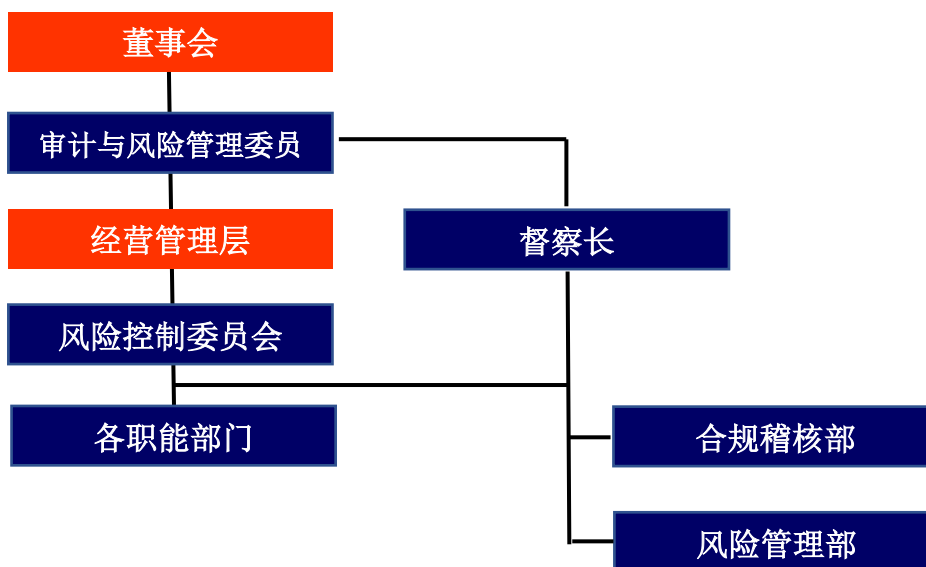 董事会
审计与风险管理委员
经营管理层
督察长
风险控制委员会
各职能部门
合规稽核部
风险管理部